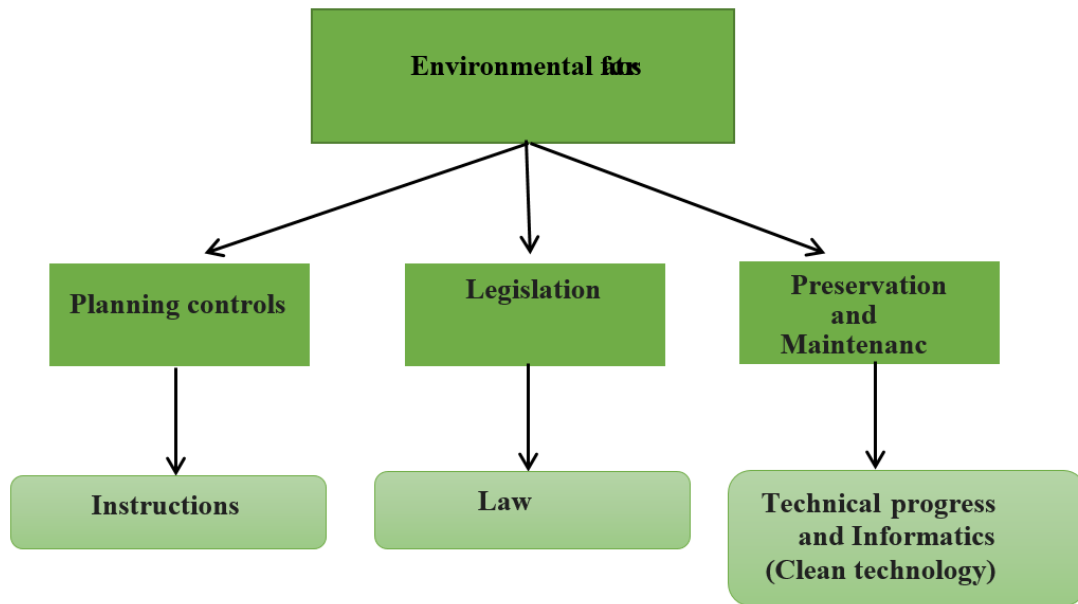 Environmental
Planning controls
Legislation
Preservation
and
Maintenanc
Instructions
Law
Technical progress
and Informatics
(Clean technology)